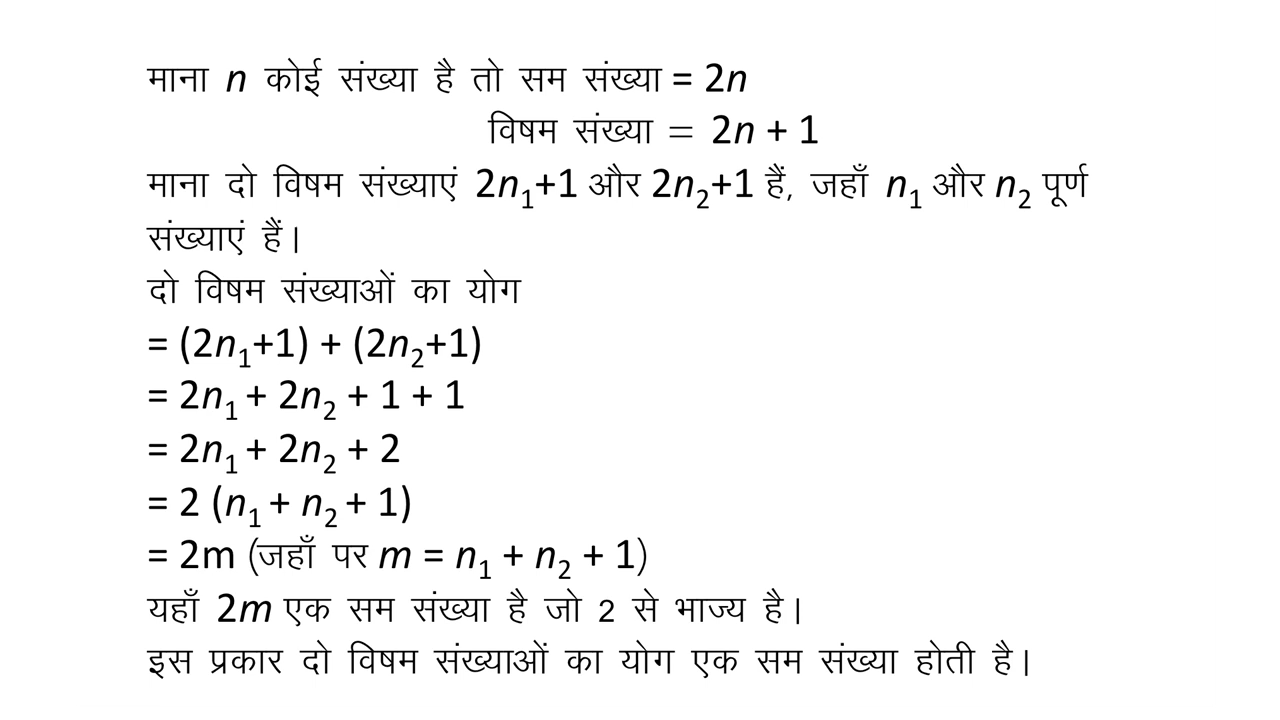 माना n कोई संख्या है तो सम संख्या = 2n
विषम संख्या = 2n + 1
माना दो विषम संख्याएं 2n₁+1 और 2n₂+1 हैं, जहाँ n₁ और n₂ पूर्ण
संख्याएं हैं।
दो विषम संख्याओं का योग
= (2n₁+1) + (2n₂+1)
= 2n₁ + 2n₂ + 1 + 1
= 2n₁ + 2n₂ + 2
= 2 (n₁ + n₂ + 1)
= 2m (जहाँ पर m = n₁ + n₂ + 1)
यहाँ 2m एक सम संख्या है जो 2 से भाज्य है।
इस प्रकार दो विषम संख्याओं का योग एक सम संख्या होती है।